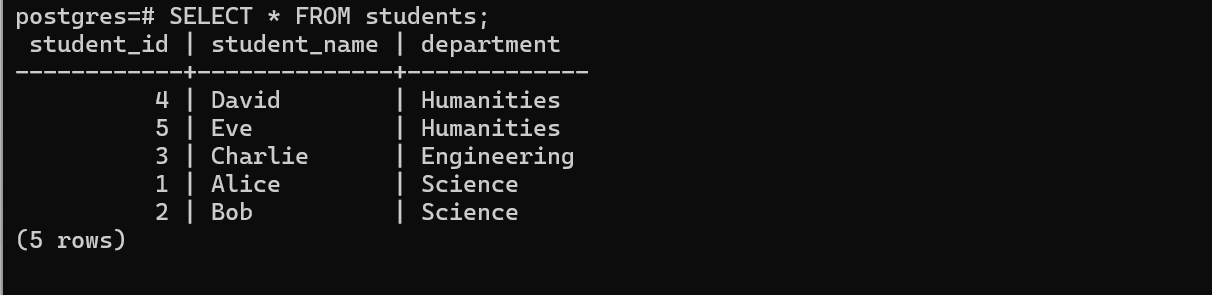 postgres=# SELECT * FROM students;
 student_id | student_name | department
------------+--------------+-------------
          4 | David        | Humanities
          5 | Eve          | Humanities
          3 | Charlie      | Engineering
          1 | Alice        | Science
          2 | Bob          | Science
(5 rows)